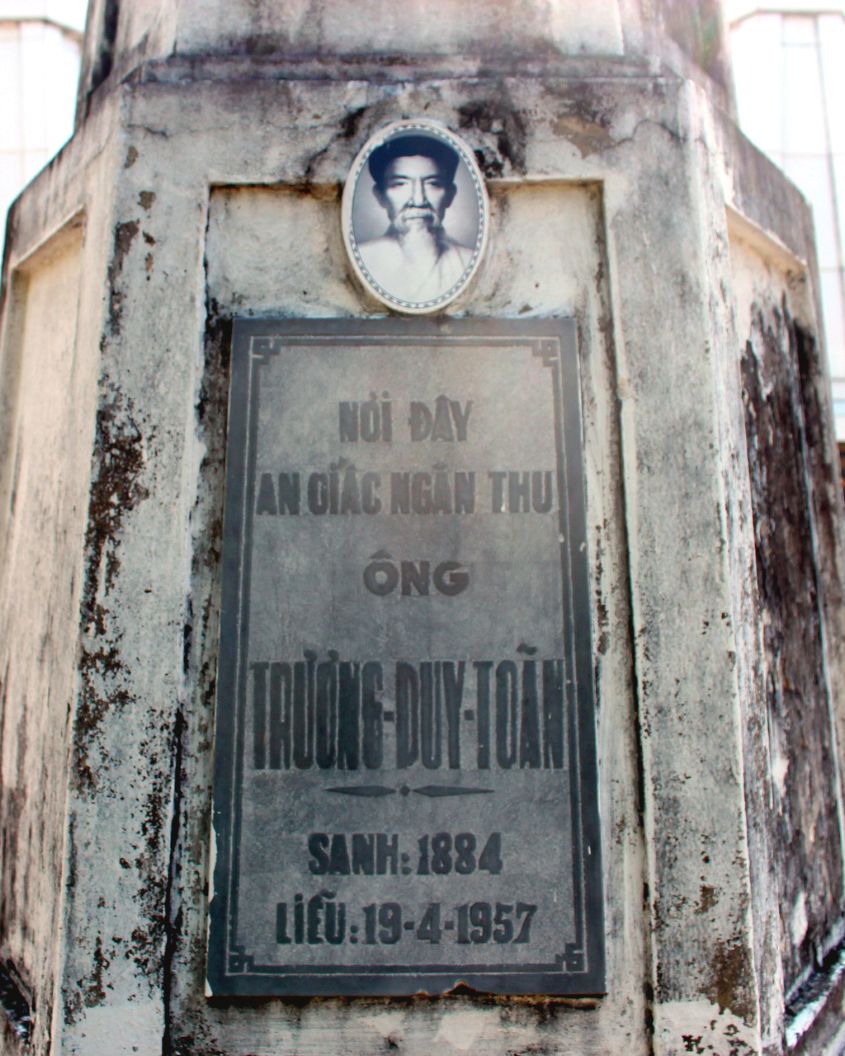 NƠI ĐÂY
AN GIẤC NGÀN THU
ÔNG
TRƯƠNG-DUY-TOẢN
SANH: 1884
LIỄU: 19-4-1957